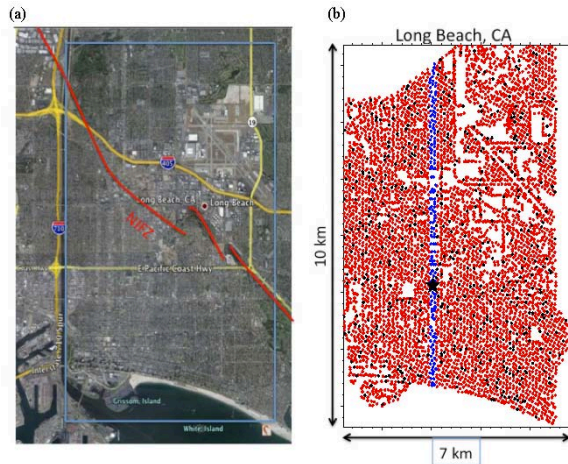 (a)
(b)
Long Beach, CA
19
405
Long Beach, CA
Long Beach
NIFZ
710
E Pacific Coast Hwy
Grissom, Island
White Island
10 km
7 km